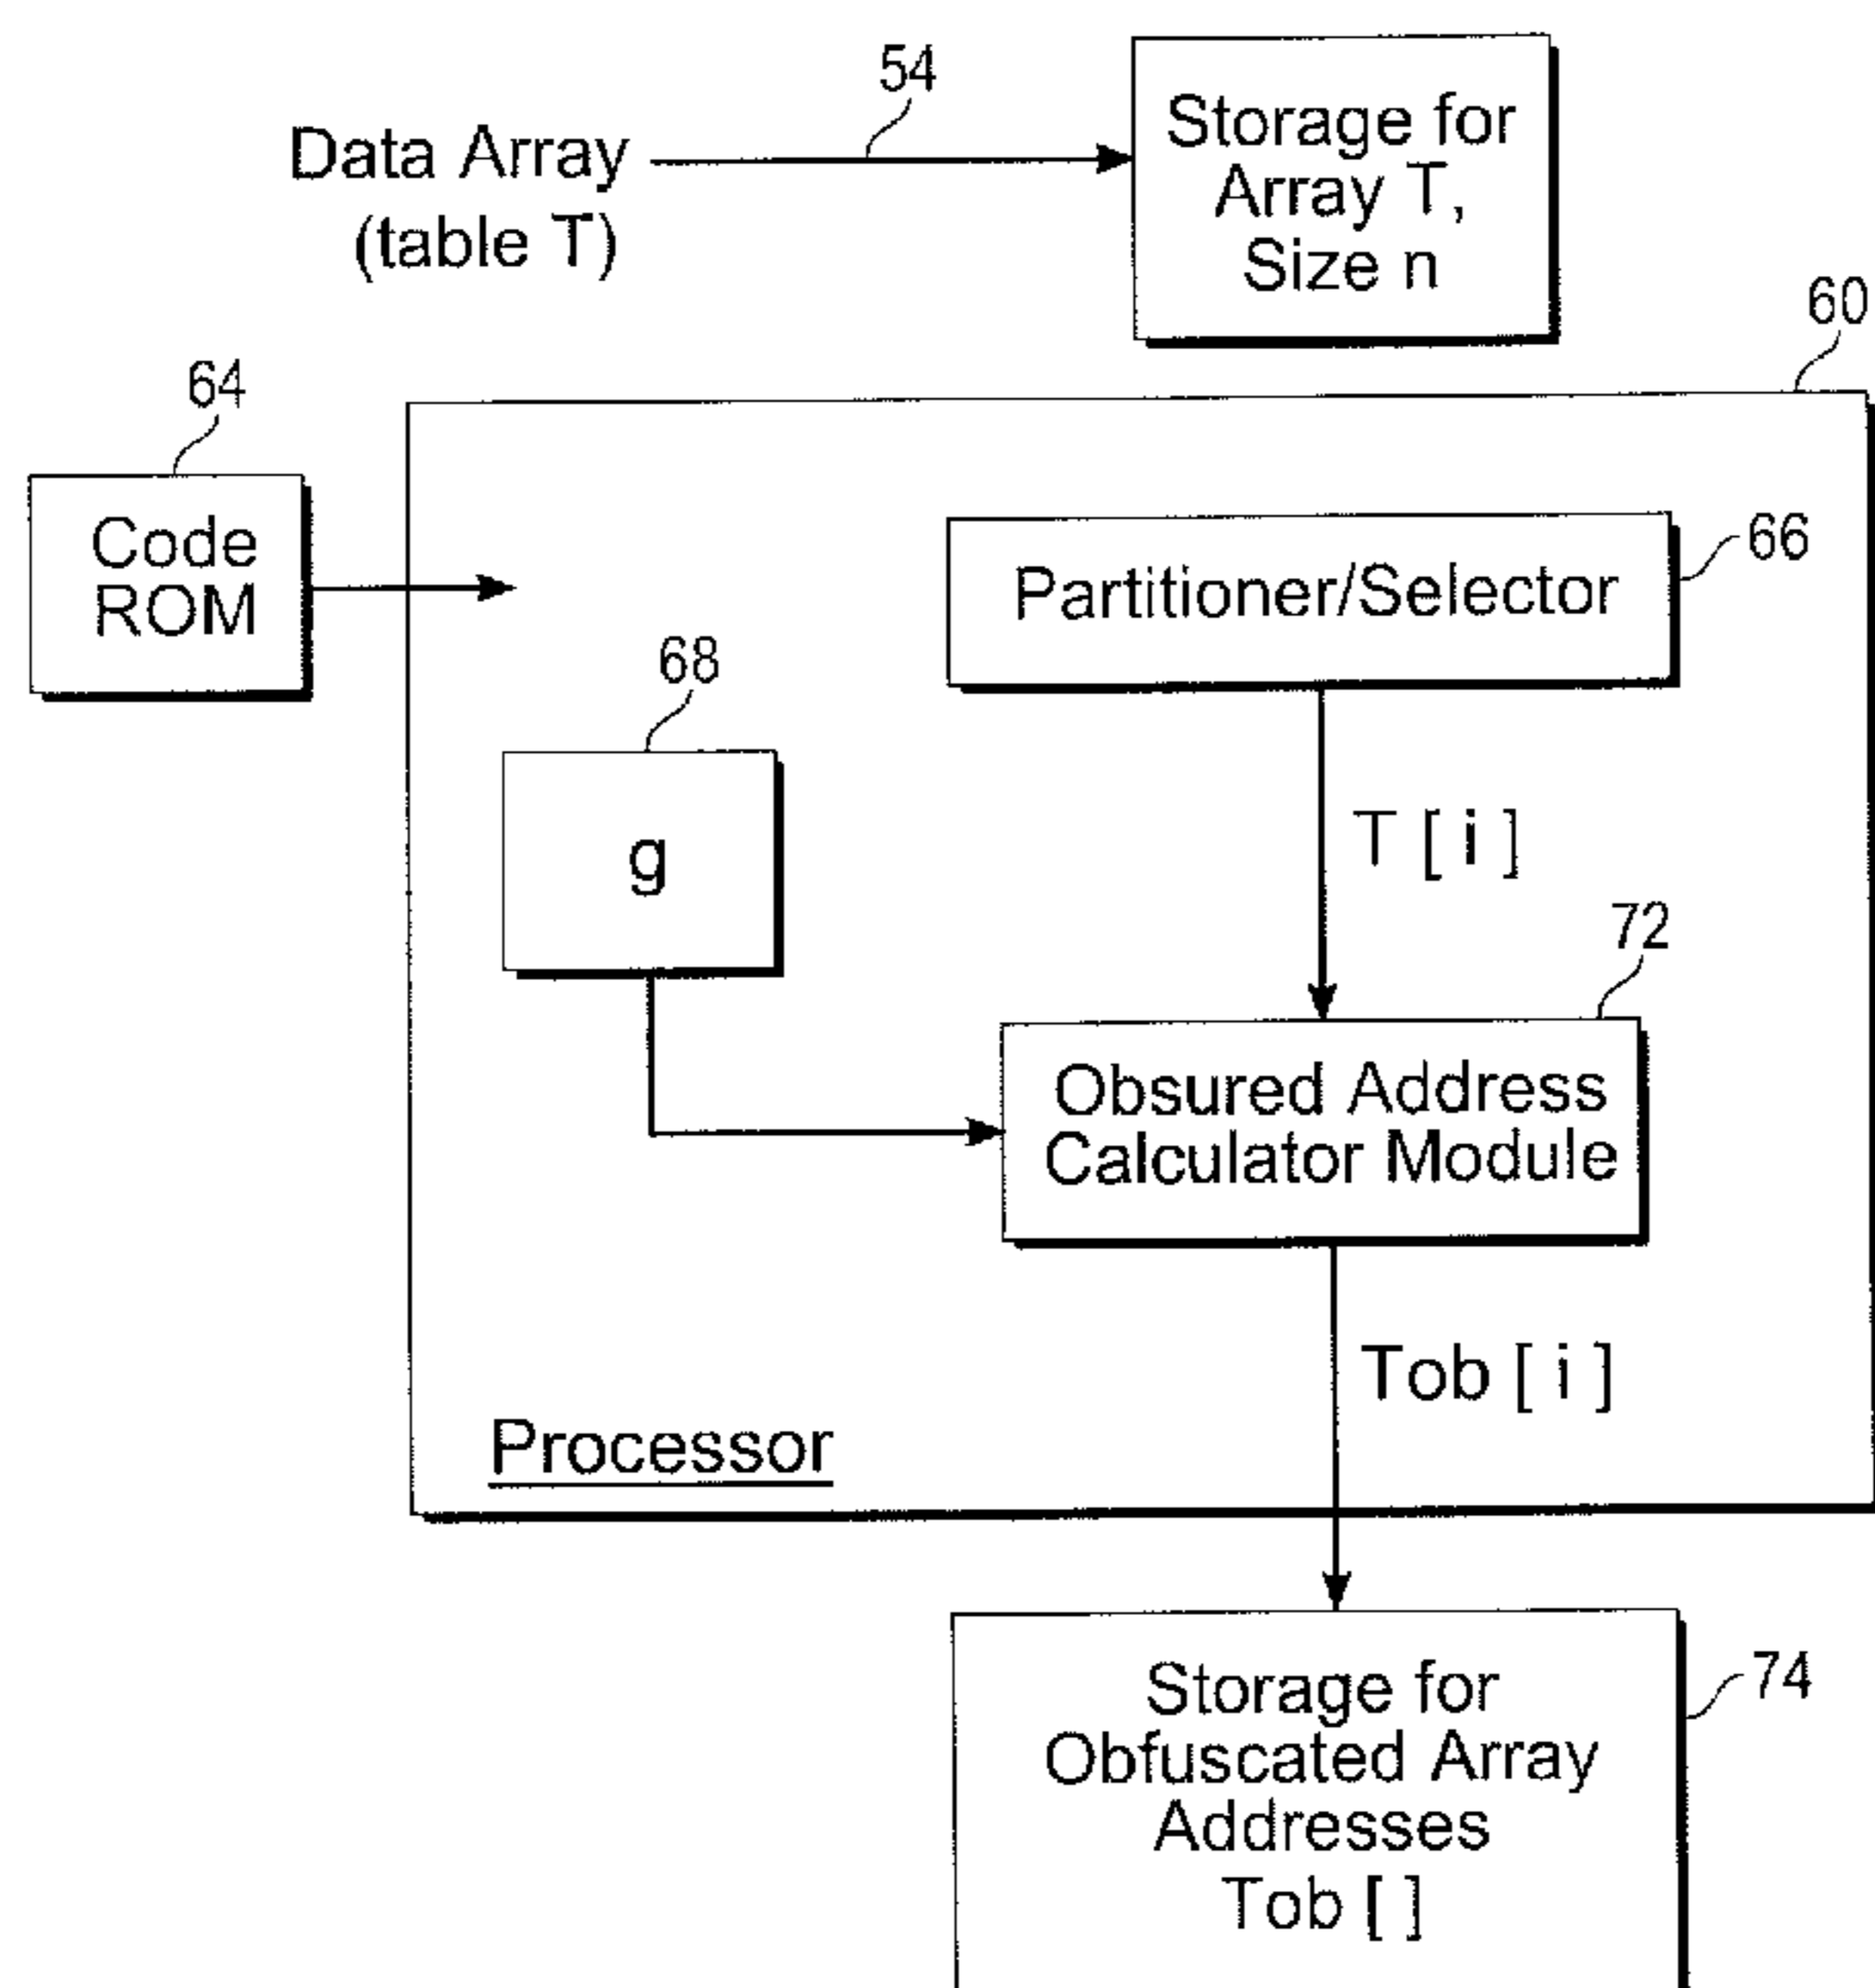 54
Data Array
(table T)
Storage for
Array T,
Size n
60
64
Code
ROM
Partitioner/Selector
66
68
g
T [ i ]
72
Obsured Address
Calculator Module
Tob [ i ]
Processor
Storage for
Obfuscated Array
Addresses
Tob [ ]
74